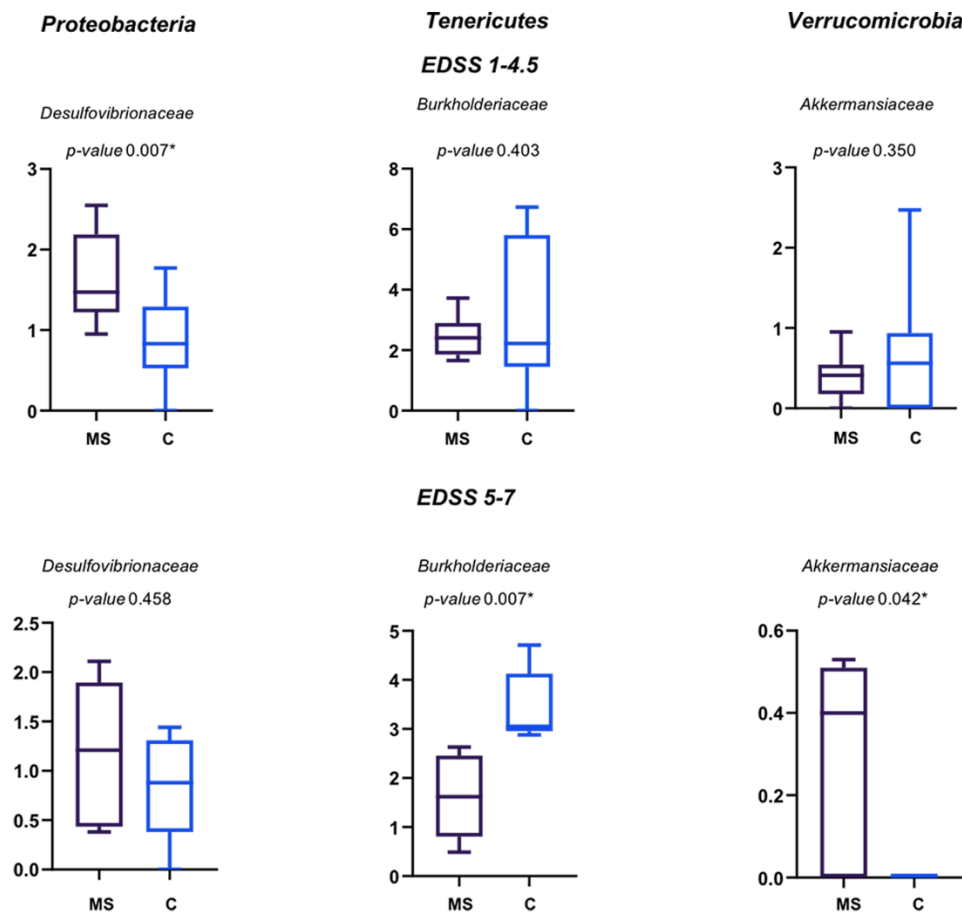 Proteobacteria
Tenericutes
Verrucomicrobia
EDSS 1-4.5
Desulfovibrionaceae
p-value 0.007*
3
2
1
0
MS
C
Burkholderiaceae
p-value 0.403
8
6
4
2
0
MS
C
Akkermansiaceae
p-value 0.350
3
2
1
0
MS
C
EDSS 5-7
Desulfovibrionaceae
p-value 0.458
2.5
2.0
1.5
1.0
0.5
0.0
MS
C
Burkholderiaceae
p-value 0.007*
5
4
3
2
1
0
MS
C
Akkermansiaceae
p-value 0.042*
0.6
0.4
0.2
0.0
MS
C